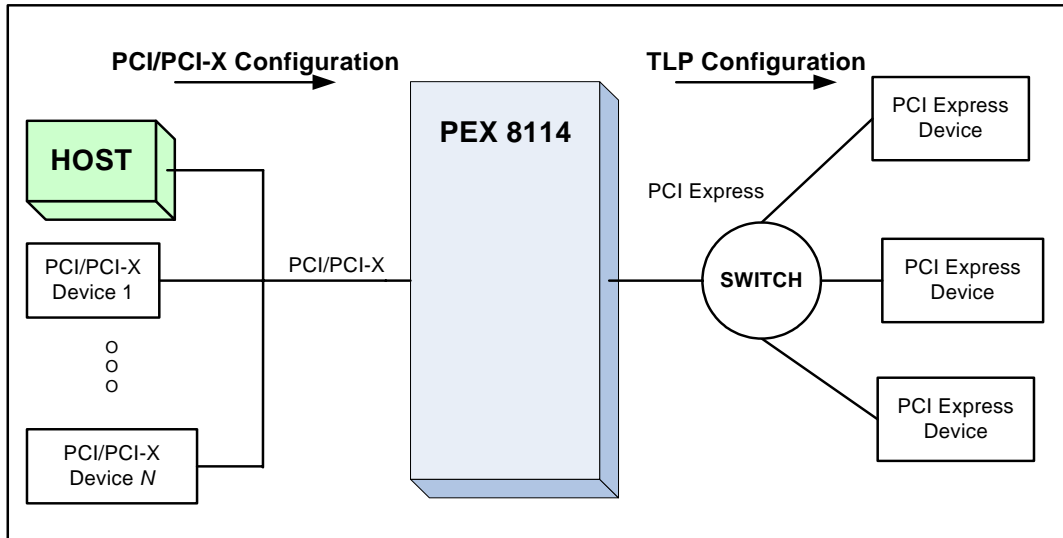 PCI/PCI-X Configuration
TLP Configuration
HOST
PEX 8114
PCI Express
Device
PCI Express
PCI/PCI-X
Device 1
PCI/PCI-X
SWITCH
PCI Express
Device
O
O
O
PCI Express
Device
PCI/PCI-X
Device N